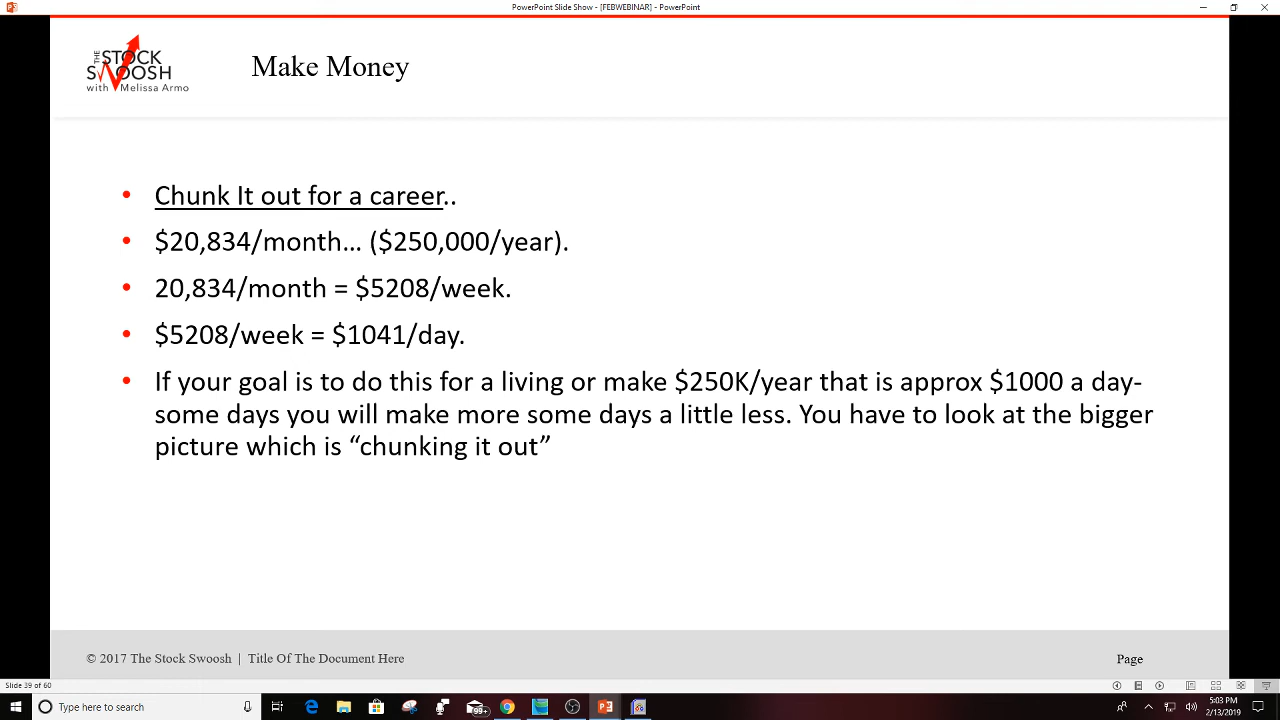 PowerPoint Slide Show - [FEBWEBINAR] - PowerPoint
THE
STOCK
SWOOSH
with Melissa Armo
Make Money
• Chunk It out for a career..
• $20,834/month... ($250,000/year).
• 20,834/month = $5208/week.
• $5208/week = $1041/day.
• If your goal is to do this for a living or make $250K/year that is approx $1000 a day-
some days you will make more some days a little less. You have to look at the bigger
picture which is “chunking it out”
© 2017 The Stock Swoosh | Title Of The Document Here
Page
Slide 39 of 60
Type here to search
99+
5:03 PM
2/13/2019